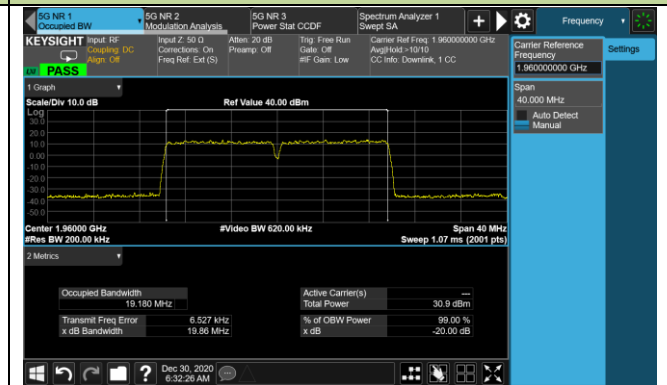 5G NR 1
Occupied BW
5G NR 2
Modulation Analysis
5G NR 3
Power Stat CCDF
Spectrum Analyzer 1
Swept SA
Frequency
KEYSIGHT
Input: RF
Coupling: DC
Align: Off
Input Z: 50 Ω
Corrections: On
Freq Ref: Ext (S)
Atten: 20 dB
Preamp: Off
Trig: Free Run
Gate: Off
#IF Gain: Low
Carrier Ref Freq: 1.960000000 GHz
Avg|Hold:>10/10
CC Info: Downlink, 1 CC
PASS
Carrier Reference
Frequency
1.960000000 GHz
Settings
Span
40.000 MHz
Auto Detect
Manual
1 Graph
Scale/Div 10.0 dB
Ref Value 40.00 dBm
Log
30.0
20.0
10.0
0.00
-10.0
-20.0
-30.0
-40.0
-50.0
Center 1.96000 GHz
#Video BW 620.00 kHz
Span 40 MHz
#Res BW 200.00 kHz
Sweep 1.07 ms (2001 pts)
2 Metrics
Occupied Bandwidth
19.180 MHz
Active Carrier(s)
---
Total Power
30.9 dBm
Transmit Freq Error
6.527 kHz
% of OBW Power
99.00 %
x dB Bandwidth
19.86 MHz
x dB
-20.00 dB
Dec 30, 2020
6:32:26 AM